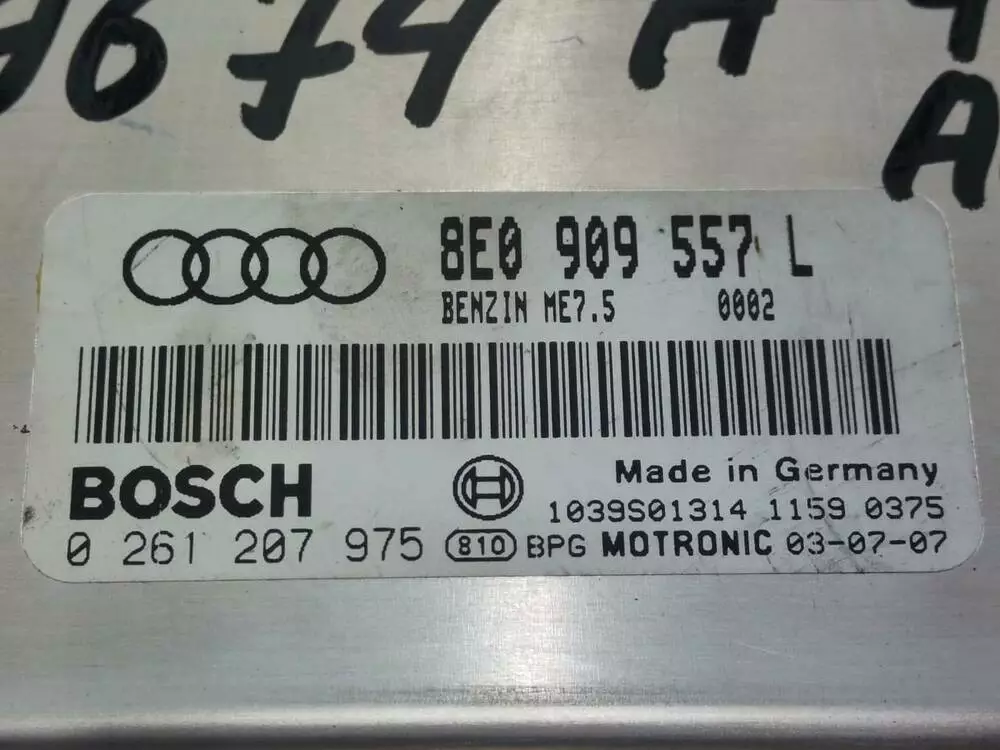 8E0 909 557 L
BENZIN ME7.5 0002
BOSCH
Made in Germany
1039S01314 1159 0375
0 261 207 975 810 BPG MOTRONIC 03-07-07